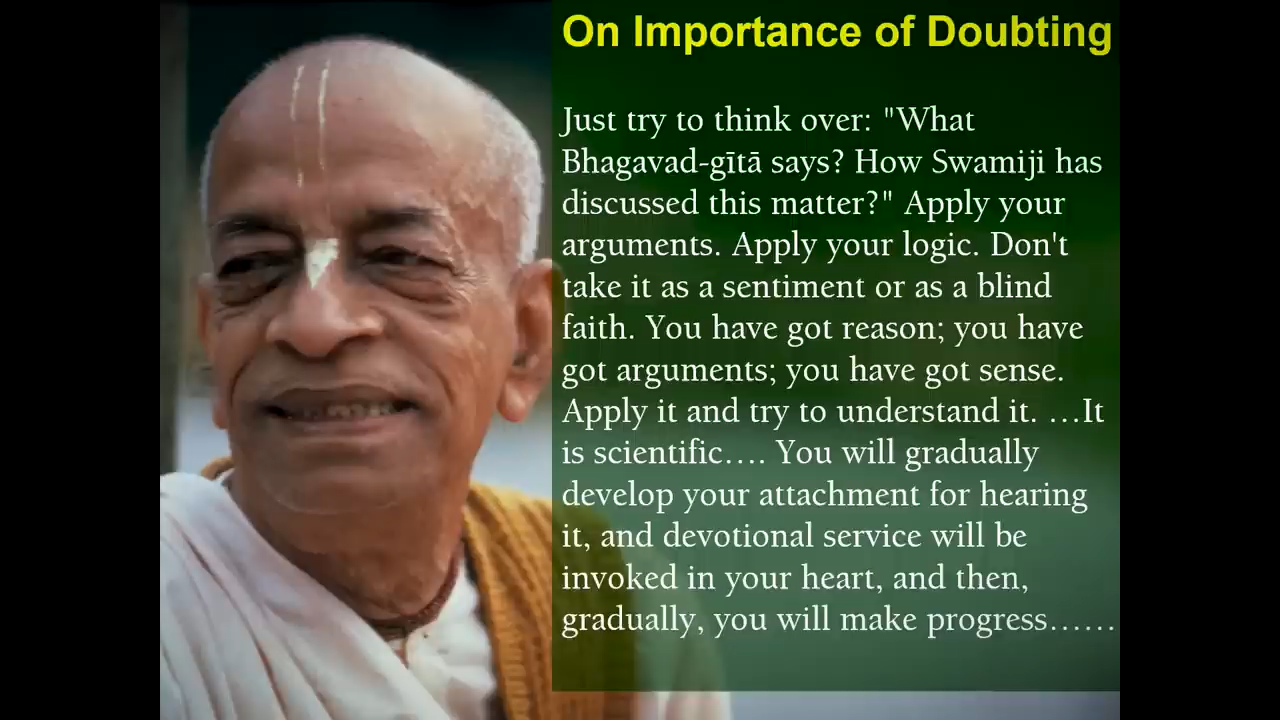 On Importance of Doubting
Just try to think over: "What
Bhagavad-gītā says? How Swamiji has
discussed this matter?" Apply your
arguments. Apply your logic. Don't
take it as a sentiment or as a blind
faith. You have got reason; you have
got arguments; you have got sense.
Apply it and try to understand it. …It
is scientific…. You will gradually
develop your attachment for hearing
it, and devotional service will be
invoked in your heart, and then,
gradually, you will make progress……